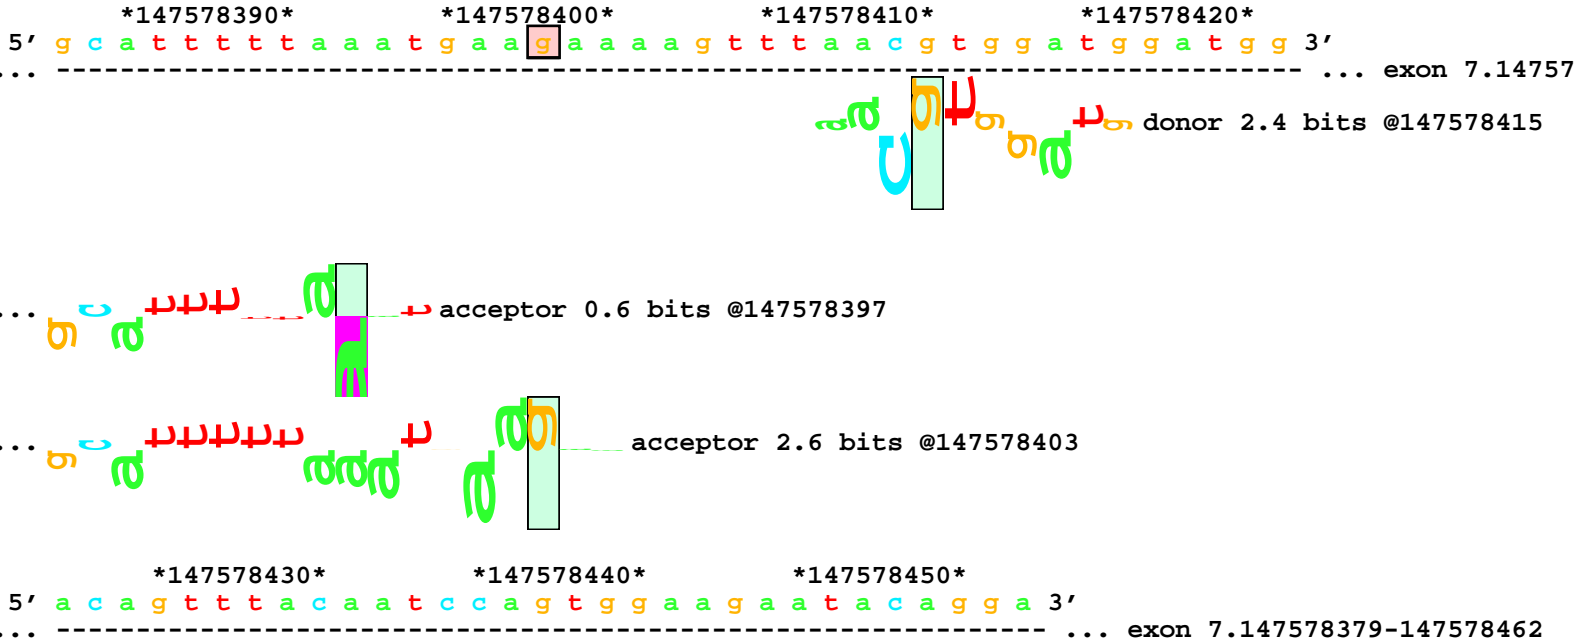 *147578390* *147578400* *147578410* *147578420*
5' g c a t t t t t a a a t g a a g a a a a g t t t a a c g t g g a t g g a t g g 3'
... --------------------------------------- ... exon 7.14757
a a c g t g g a t g donor 2.4 bits @147578415
... g c a t t t t t a a a a t acceptor 0.6 bits @147578397
... g c a t t t t t a a a t g a a g a a acceptor 2.6 bits @147578403
*147578430* *147578440* *147578450*
5' a c a g t t t a c a a t c c a g t g g a a g a a t a c a g g a 3'
... ------------------------------- ... exon 7.147578379-147578462